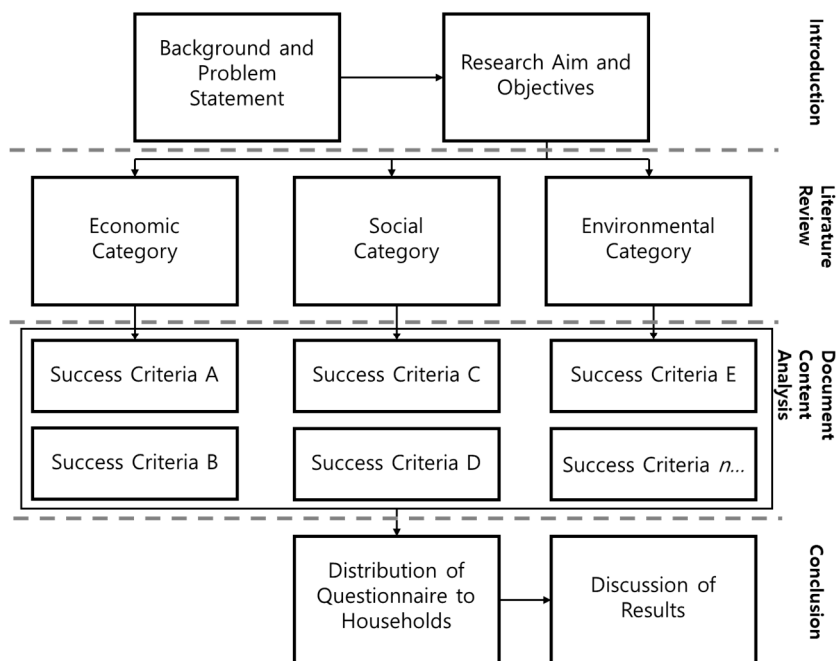 Background and
Problem
Statement
Research Aim and
Objectives
Introduction
Economic
Category
Social
Category
Environmental
Category
Literature
Review
Success Criteria A
Success Criteria C
Success Criteria E
Success Criteria B
Success Criteria D
Success Criteria n...
Document
Content
Analysis
Distribution of
Questionnaire to
Households
Discussion of
Results
Conclusion